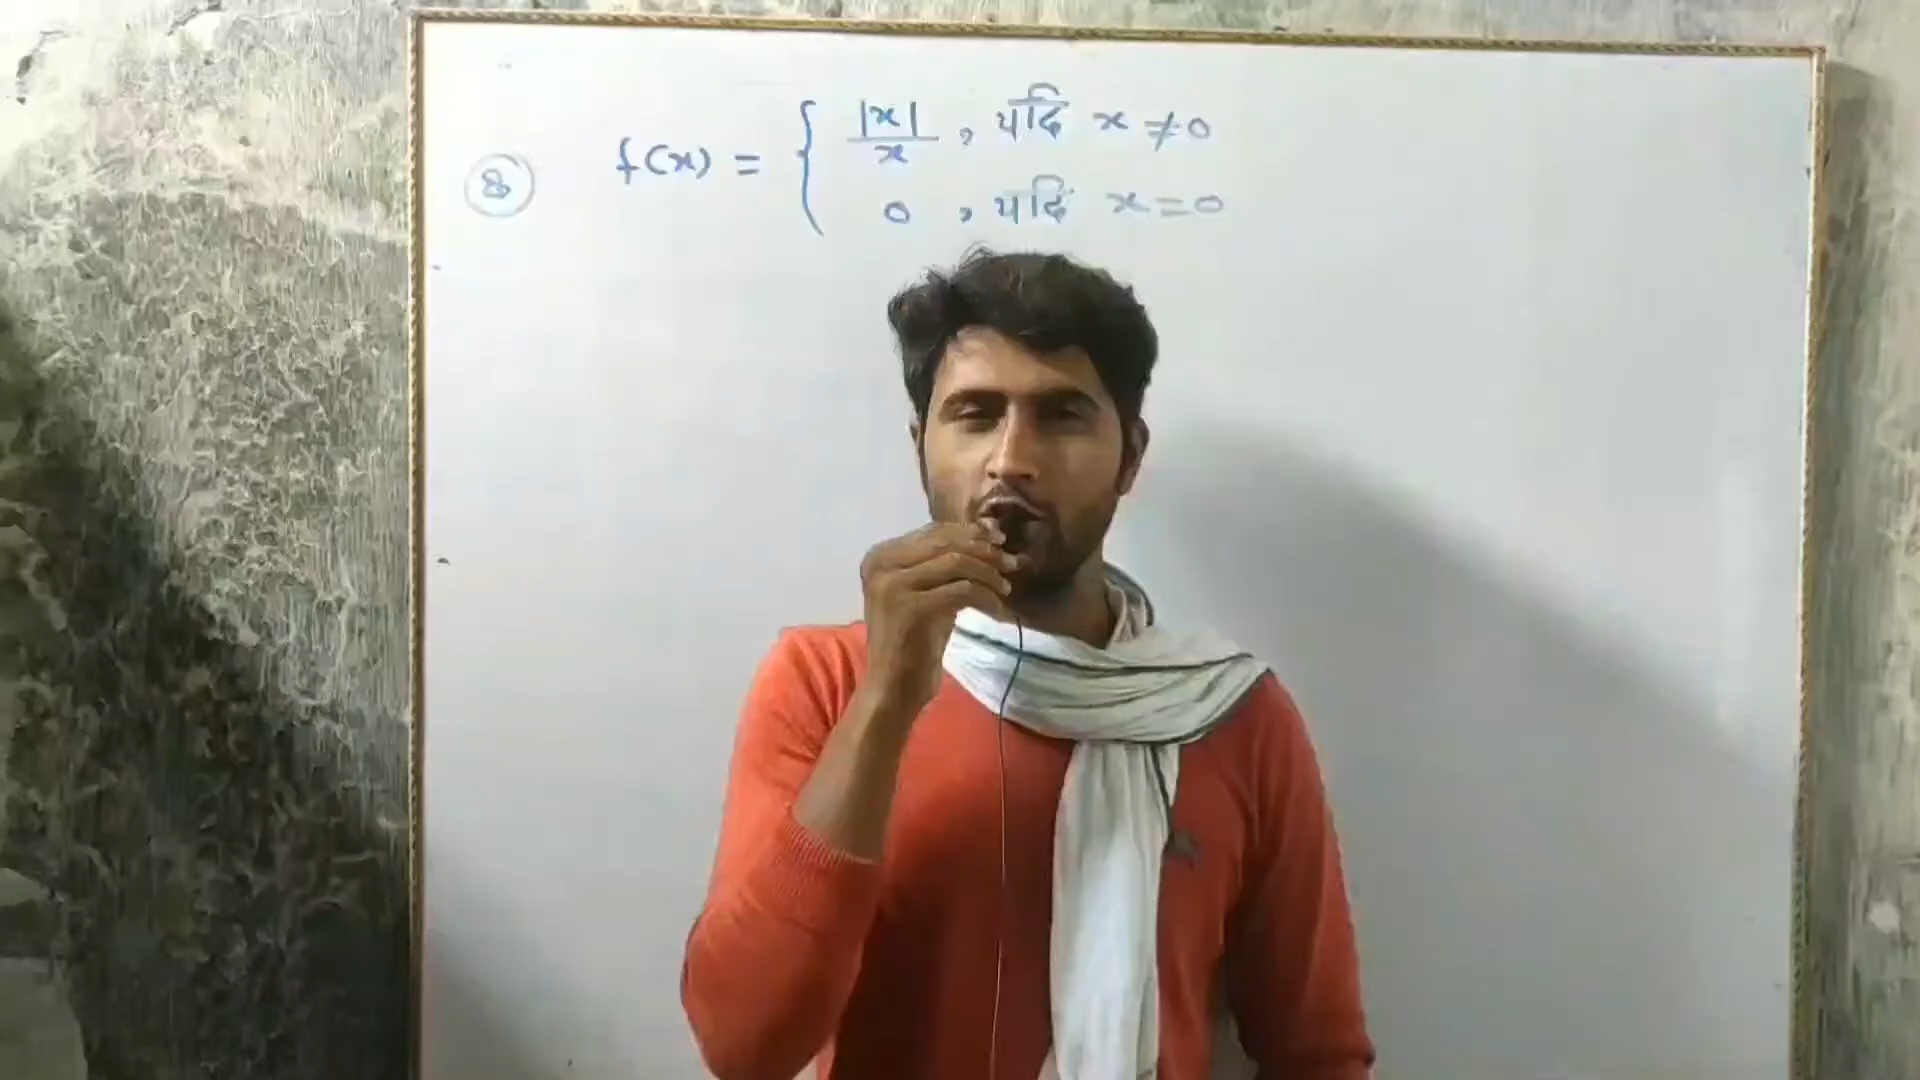 ⑧ f(x) = { |x|/x , यदि x ≠ 0
0 , यदि x = 0